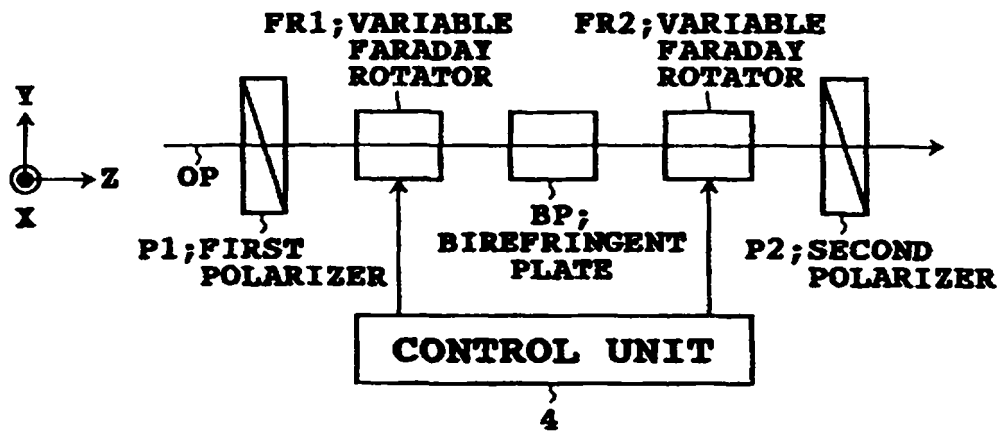 FR1;VARIABLE
FARADAY
ROTATOR
FR2;VARIABLE
FARADAY
ROTATOR
Y
Z
X
OP
P1;FIRST
POLARIZER
BP;
BIREFRINGENT
PLATE
P2;SECOND
POLARIZER
CONTROL UNIT
4